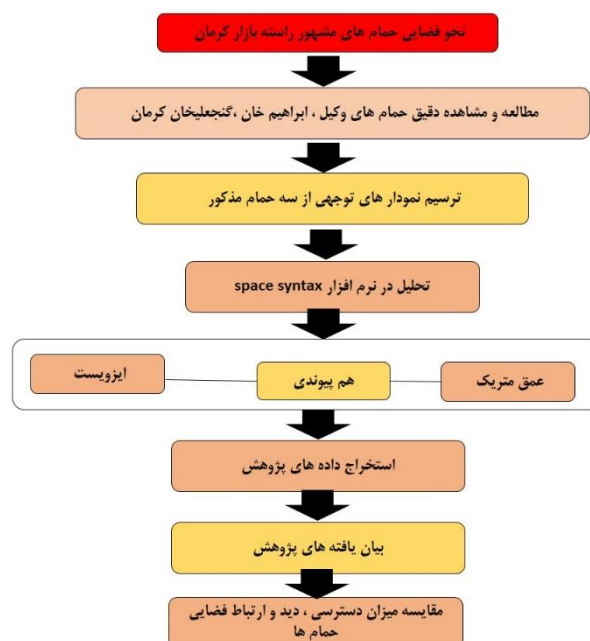 نحو فضایی حمام های مشهور راسته بازار کرمان
مطالعه و مشاهده دقیق حمام های وکیل ، ابراهیم خان ،گنجعلیخان کرمان
ترسیم نمودار های توجهی از سه حمام مذکور
تحلیل در نرم افزار space syntax
عمق متریک
هم پیوندی
ایزویست
استخراج داده های پژوهش
بیان یافته های پژوهش
مقایسه میزان دسترسی ، دید و ارتباط فضایی
حمام ها